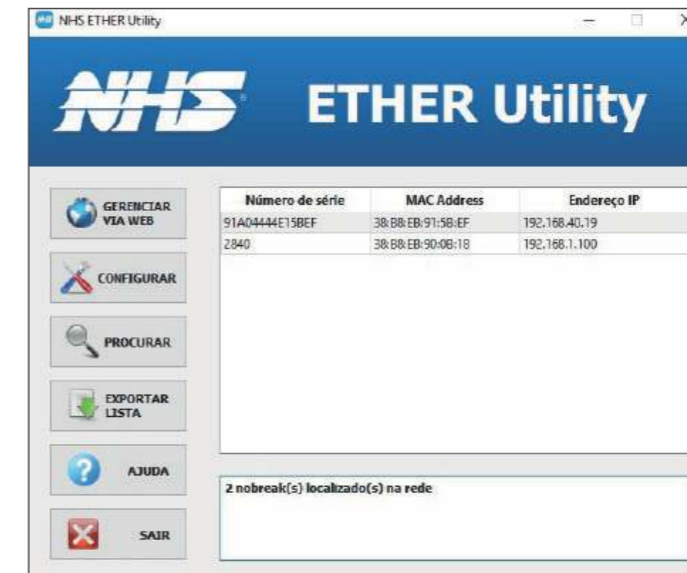 NHS ETHER Utility
NHS ETHER Utility
GERENCIAR
VIA WEB
CONFIGURAR
PROCURAR
EXPORTAR
LISTA
AJUDA
SAIR
Número de série MAC Address Endereço IP
91A04444E15BEF 38:B8:EB:91:5B:EF 192.168.40.19
2840 38:B8:EB:90:0B:18 192.168.1.100
2 nobreak(s) localizado(s) na rede